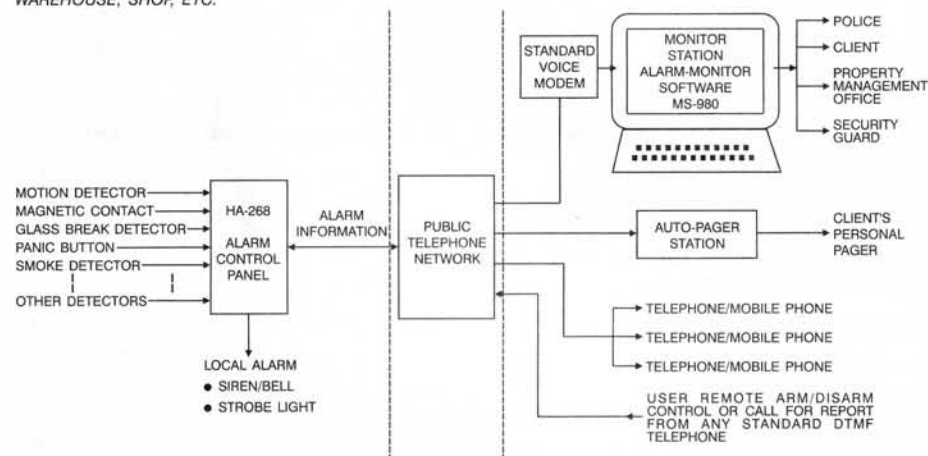 WAREHOUSE, SHOP, ETC.
MOTION DETECTOR
MAGNETIC CONTACT
GLASS BREAK DETECTOR
PANIC BUTTON
SMOKE DETECTOR
OTHER DETECTORS
HA-268
ALARM
CONTROL
PANEL
LOCAL ALARM
● SIREN/BELL
● STROBE LIGHT
ALARM
INFORMATION
PUBLIC
TELEPHONE
NETWORK
STANDARD
VOICE
MODEM
MONITOR
STATION
ALARM-MONITOR
SOFTWARE
MS-980
POLICE
CLIENT
PROPERTY
MANAGEMENT
OFFICE
SECURITY
GUARD
AUTO-PAGER
STATION
CLIENT'S
PERSONAL
PAGER
TELEPHONE/MOBILE PHONE
TELEPHONE/MOBILE PHONE
TELEPHONE/MOBILE PHONE
USER REMOTE ARM/DISARM
CONTROL OR CALL FOR REPORT
FROM ANY STANDARD DTMF
TELEPHONE